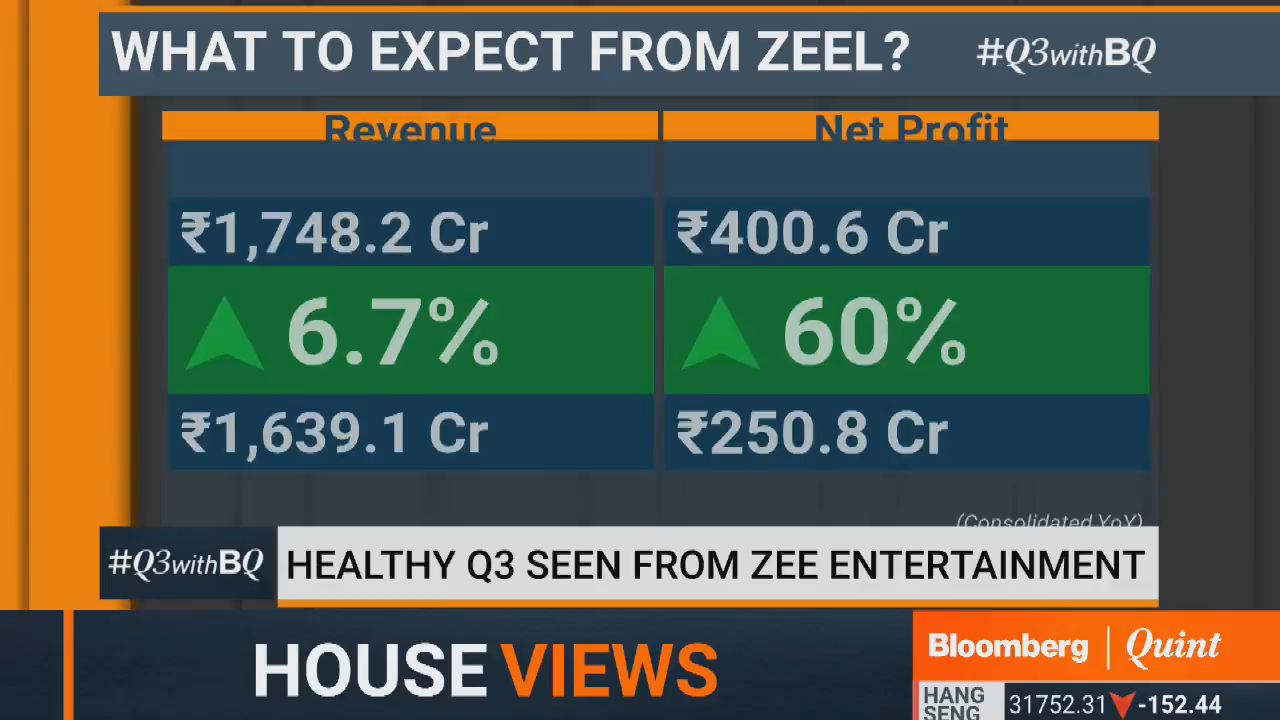 WHAT TO EXPECT FROM ZEEL? #Q3withBQ
Revenue Net Profit
₹1,748.2 Cr ₹400.6 Cr
6.7% 60%
₹1,639.1 Cr ₹250.8 Cr
(Consolidated YoY)
#Q3withBQ HEALTHY Q3 SEEN FROM ZEE ENTERTAINMENT
HOUSE VIEWS
Bloomberg | Quint
HANG SENG 31752.31 -152.44